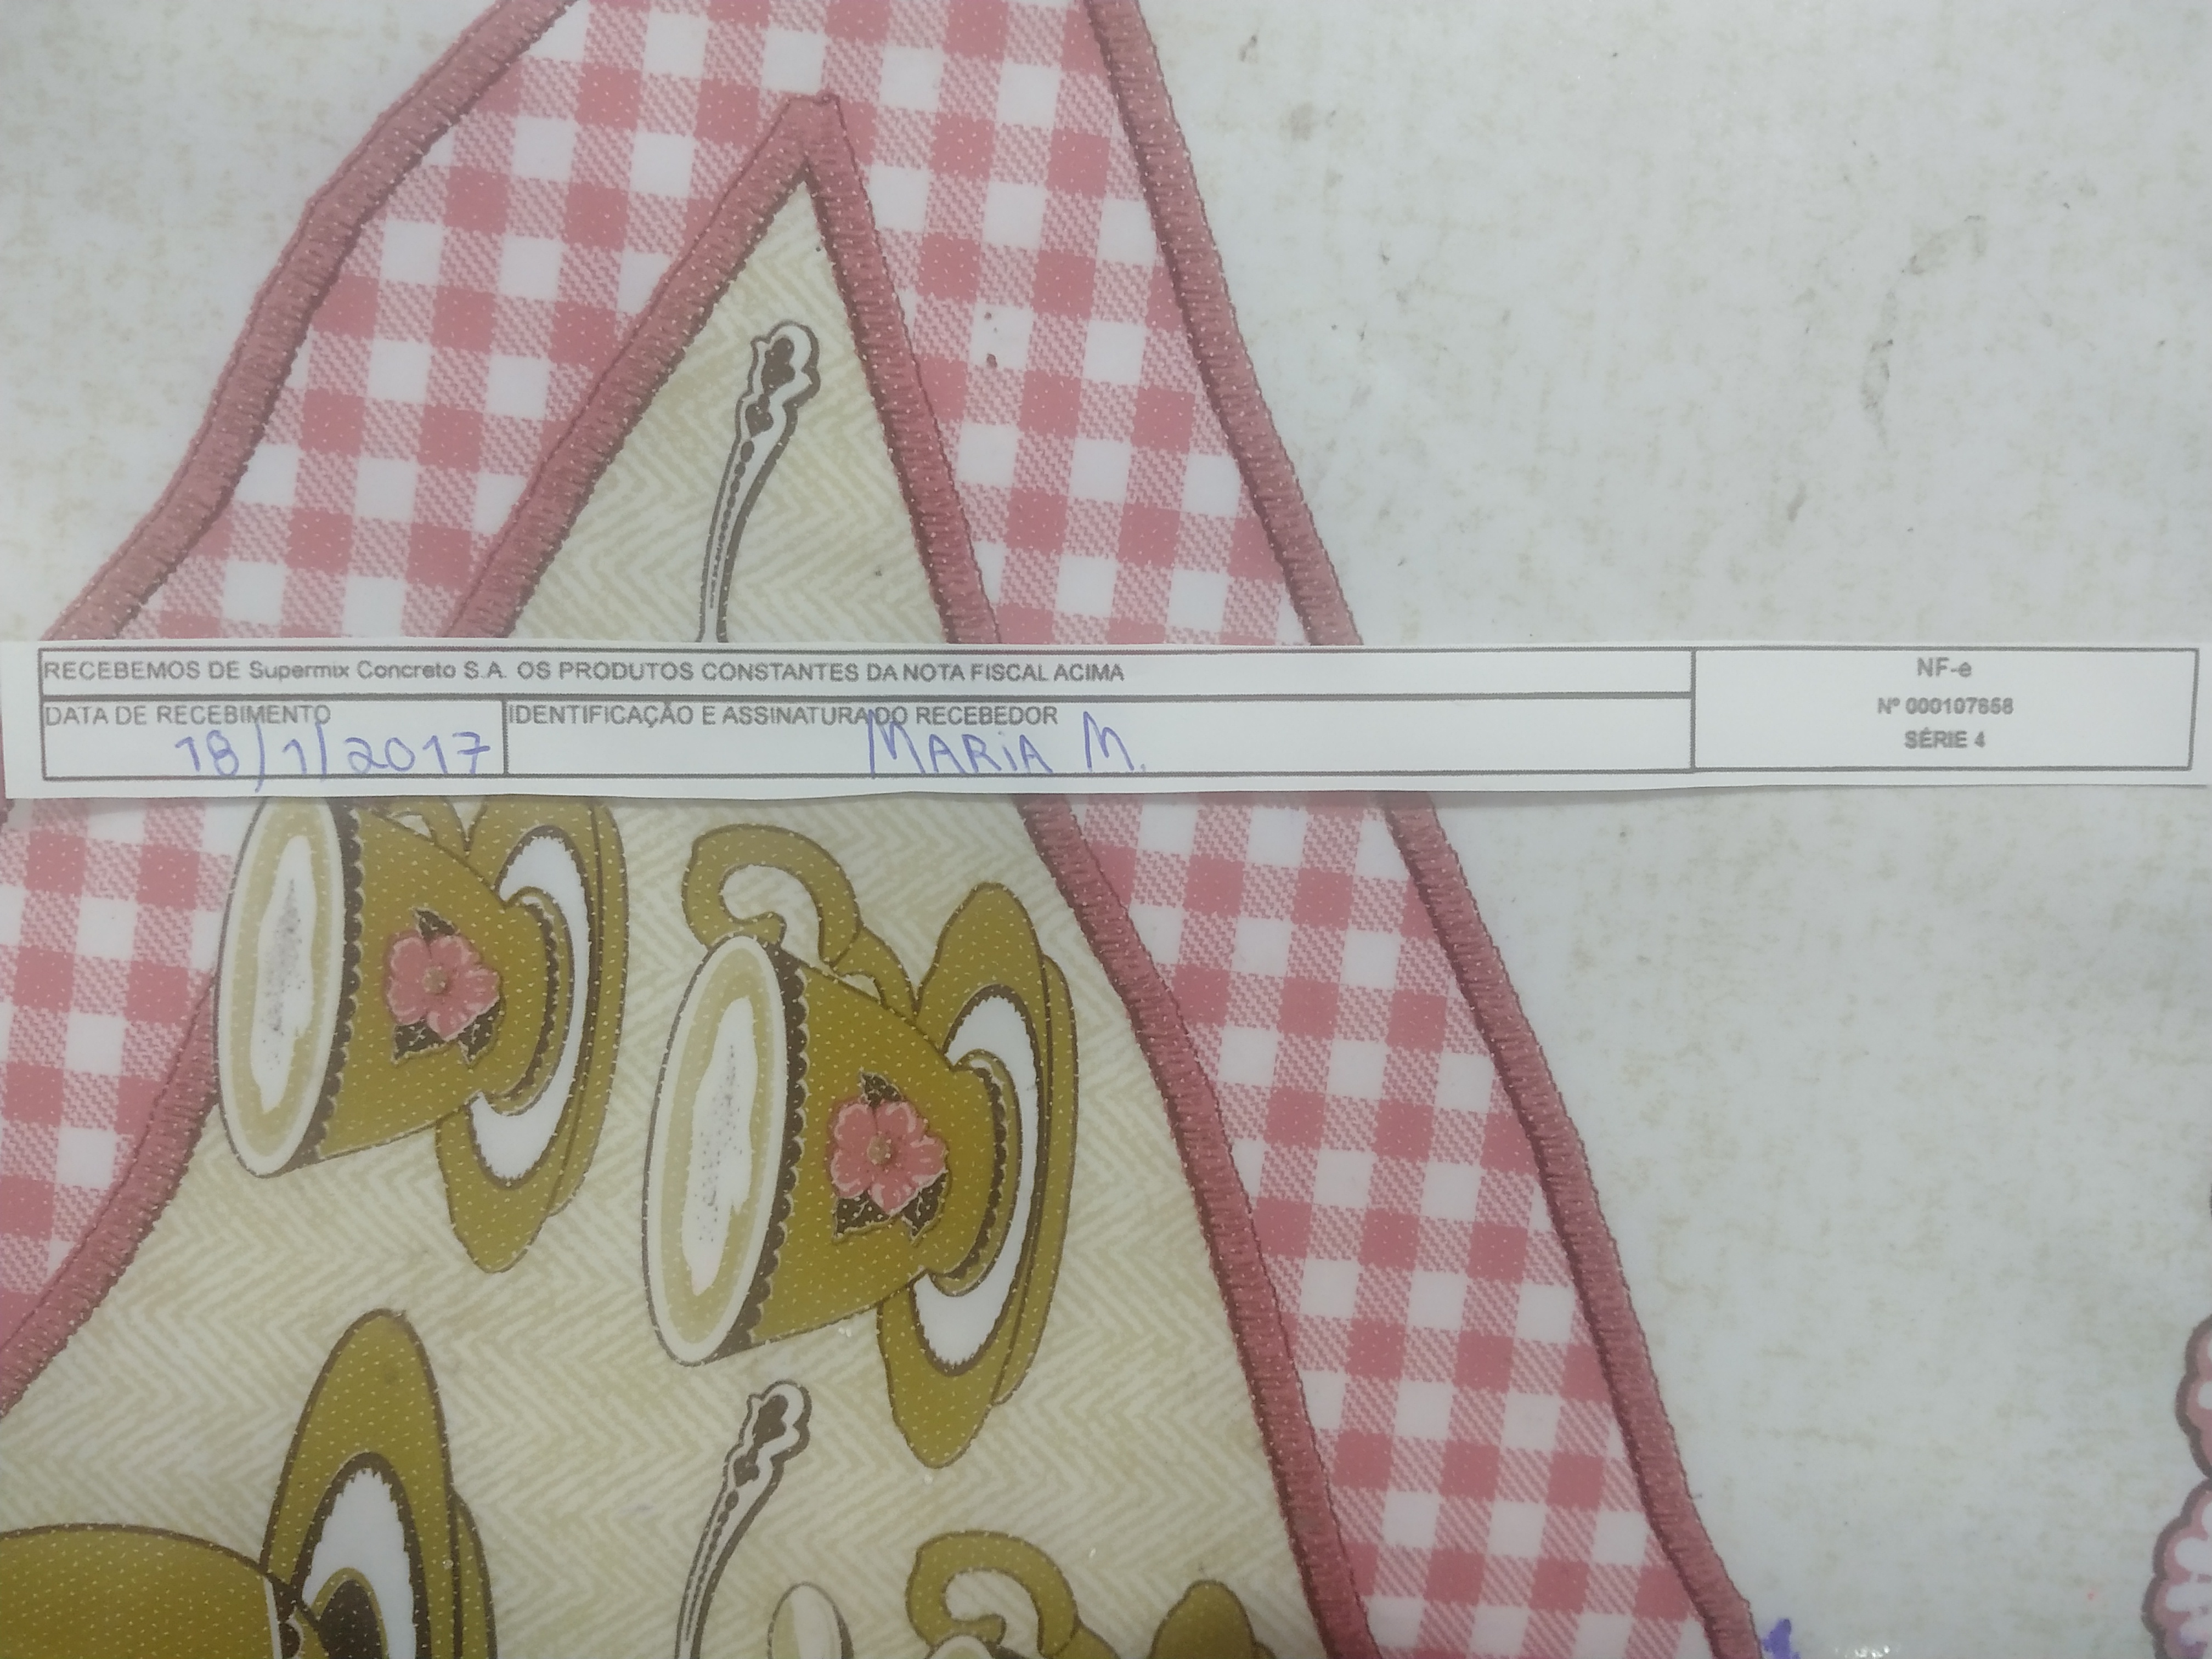 RECEBEMOS DE Supermix Concreto S.A. OS PRODUTOS CONSTANTES DA NOTA FISCAL ACIMA
DATA DE RECEBIMENTO
18/1/2017
IDENTIFICAÇÃO E ASSINATURA DO RECEBEDOR
MARIA M.
NF-e
Nº 000107658
SÉRIE 4